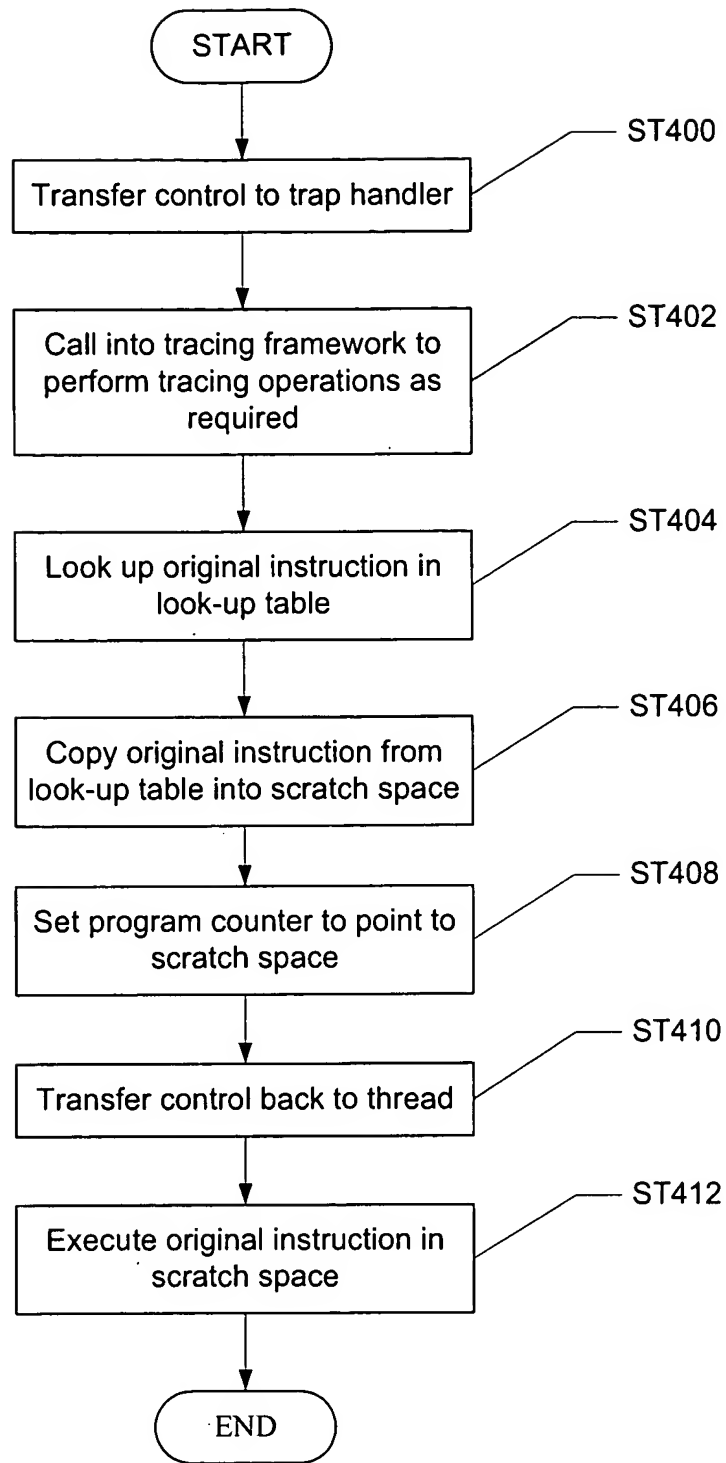 START
ST400
Transfer control to trap handler
ST402
Call into tracing framework to
perform tracing operations as
required
ST404
Look up original instruction in
look-up table
ST406
Copy original instruction from
look-up table into scratch space
ST408
Set program counter to point to
scratch space
ST410
Transfer control back to thread
ST412
Execute original instruction in
scratch space
END